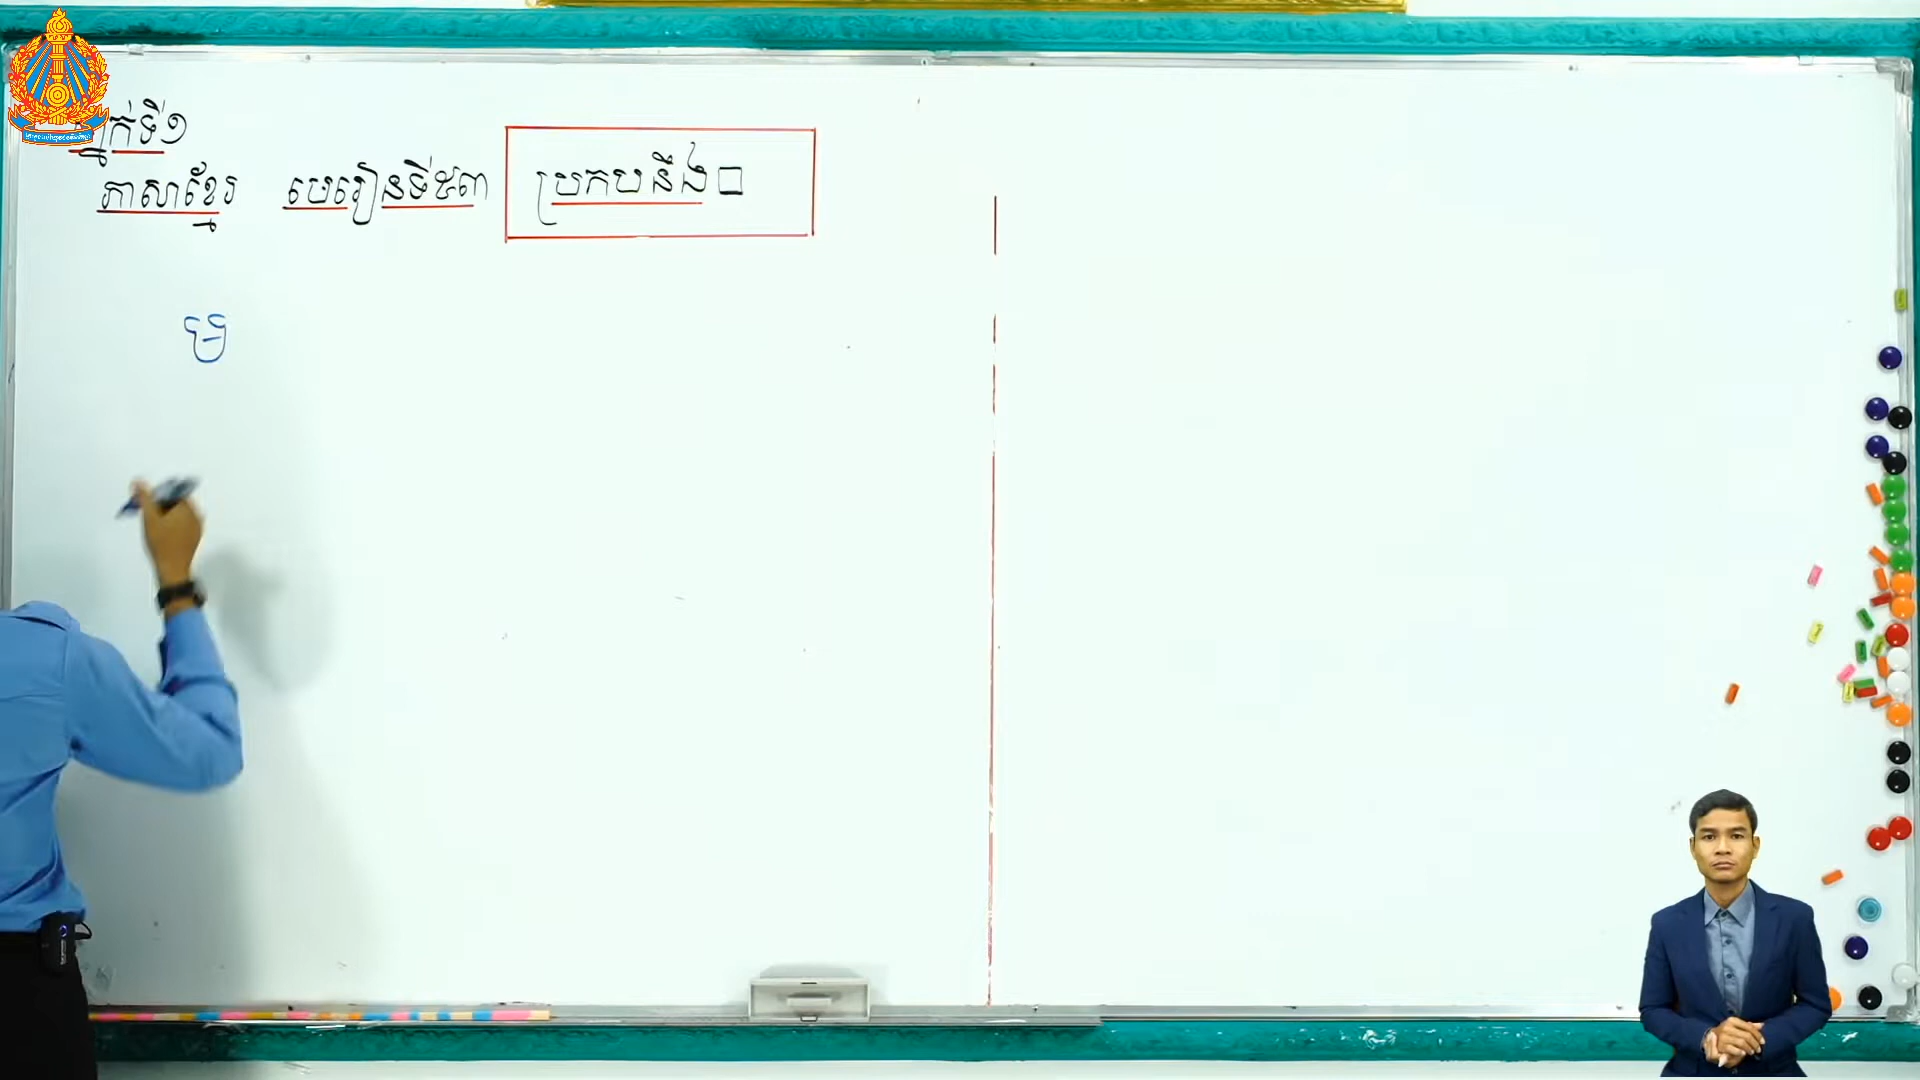 ថ្នាក់ទី១
ភាសាខ្មែរ មេរៀនទី៥៣ ប្រកបនឹង
ម